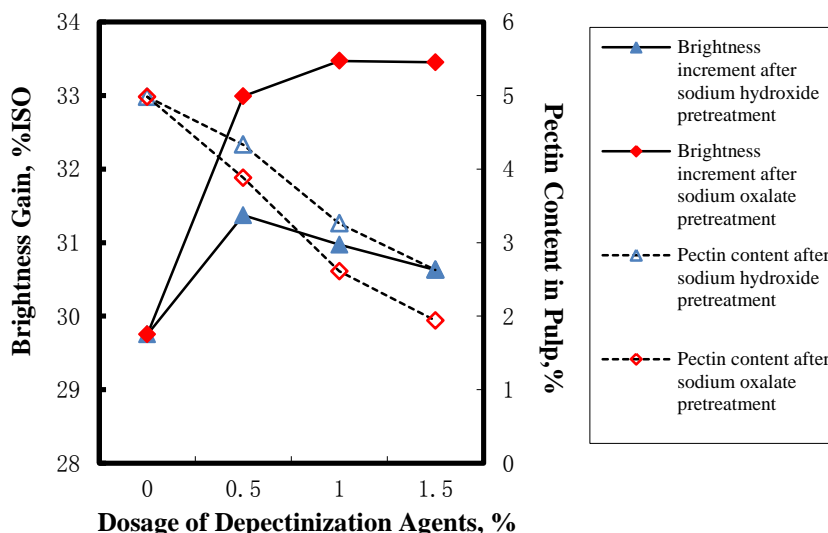 34
33
32
31
30
29
28
Brightness Gain, %ISO
6
5
4
3
2
1
0
Pectin Content in Pulp,%
0
0.5
1
1.5
Dosage of Depectinization Agents, %
Brightness
increment after
sodium hydroxide
pretreatment
Brightness
increment after
sodium oxalate
pretreatment
Pectin content after
sodium hydroxide
pretreatment
Pectin content after
sodium oxalate
pretreatment